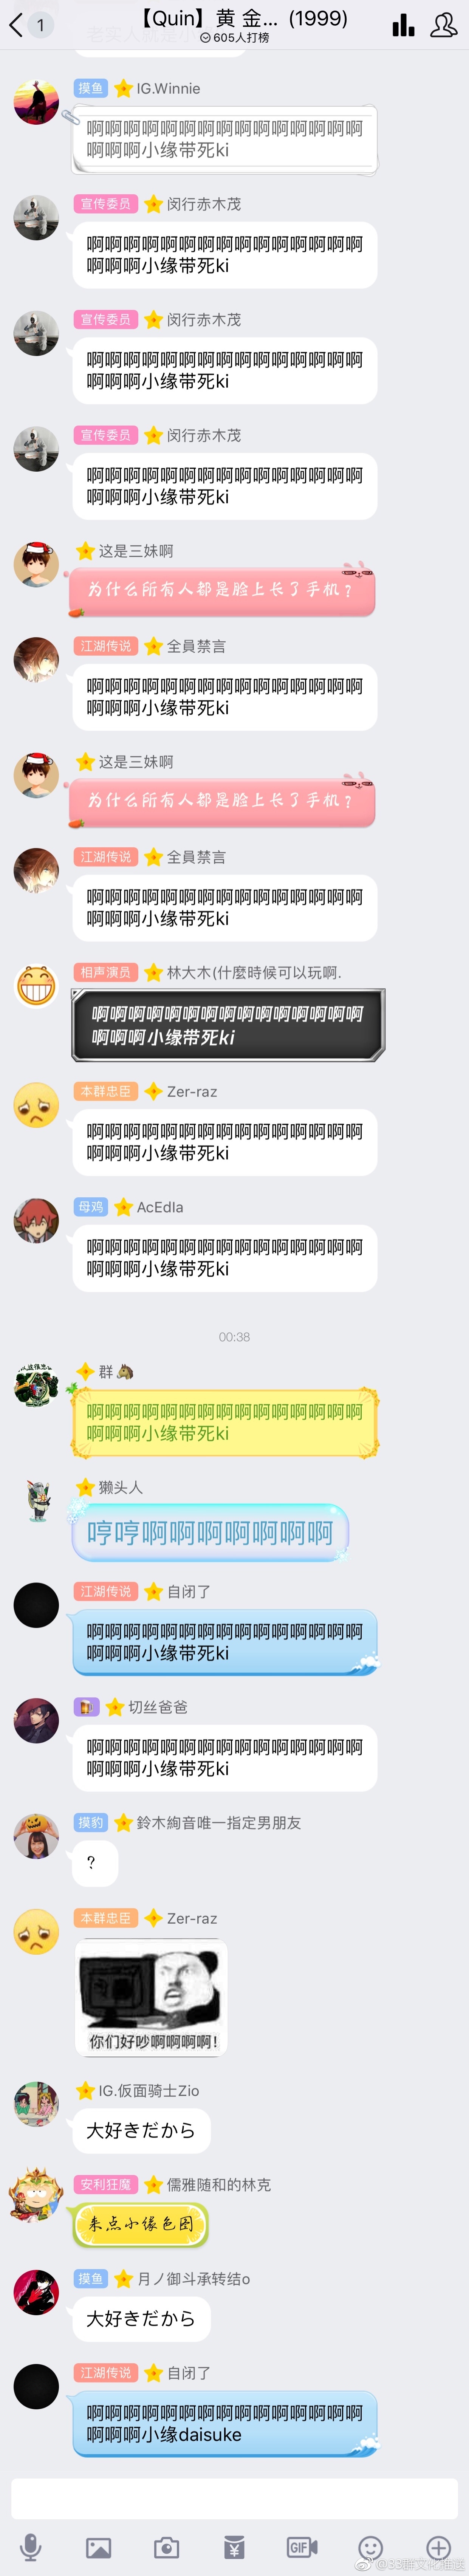 1
【Quin】黄 金... (1999)
605人打榜
摸鱼 IG.Winnie
啊啊啊啊啊啊啊啊啊啊啊啊啊啊啊
啊啊啊小缘带死ki
宣传委员 闵行赤木茂
啊啊啊啊啊啊啊啊啊啊啊啊啊啊啊
啊啊啊小缘带死ki
宣传委员 闵行赤木茂
啊啊啊啊啊啊啊啊啊啊啊啊啊啊啊
啊啊啊小缘带死ki
宣传委员 闵行赤木茂
啊啊啊啊啊啊啊啊啊啊啊啊啊啊啊
啊啊啊小缘带死ki
这是三妹啊
为什么所有人都是脸上长了手机？
江湖传说 全員禁言
啊啊啊啊啊啊啊啊啊啊啊啊啊啊啊
啊啊啊小缘带死ki
这是三妹啊
为什么所有人都是脸上长了手机？
江湖传说 全員禁言
啊啊啊啊啊啊啊啊啊啊啊啊啊啊啊
啊啊啊小缘带死ki
相声演员 林大木(什麼時候可以玩啊.
啊啊啊啊啊啊啊啊啊啊啊啊啊啊啊
啊啊啊小缘带死ki
本群忠臣 Zer-raz
啊啊啊啊啊啊啊啊啊啊啊啊啊啊啊
啊啊啊小缘带死ki
母鸡 AcEdIa
啊啊啊啊啊啊啊啊啊啊啊啊啊啊啊
啊啊啊小缘带死ki
00:38
群🐴
啊啊啊啊啊啊啊啊啊啊啊啊啊啊啊
啊啊啊小缘带死ki
獭头人
哼哼啊啊啊啊啊啊啊
江湖传说 自闭了
啊啊啊啊啊啊啊啊啊啊啊啊啊啊啊
啊啊啊小缘带死ki
🍺 切丝爸爸
啊啊啊啊啊啊啊啊啊啊啊啊啊啊啊
啊啊啊小缘带死ki
摸豹 鈴木絢音唯一指定男朋友
？
本群忠臣 Zer-raz
你们好吵啊啊啊啊!
IG.仮面骑士Zio
大好きだから
安利狂魔 儒雅随和的林克
来点小缘色图
摸鱼 月ノ御斗承转结o
大好きだから
江湖传说 自闭了
啊啊啊啊啊啊啊啊啊啊啊啊啊啊啊
啊啊啊小缘daisuke
GIF